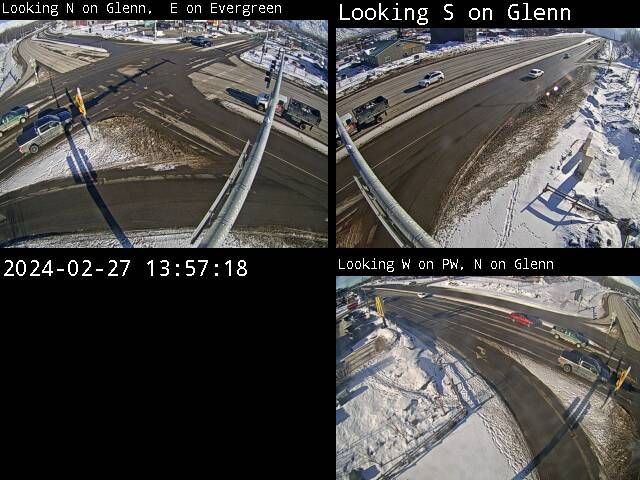 Looking N on Glenn, E on Evergreen
Looking S on Glenn
2024-02-27 13:57:18
Looking W on PW, N on Glenn